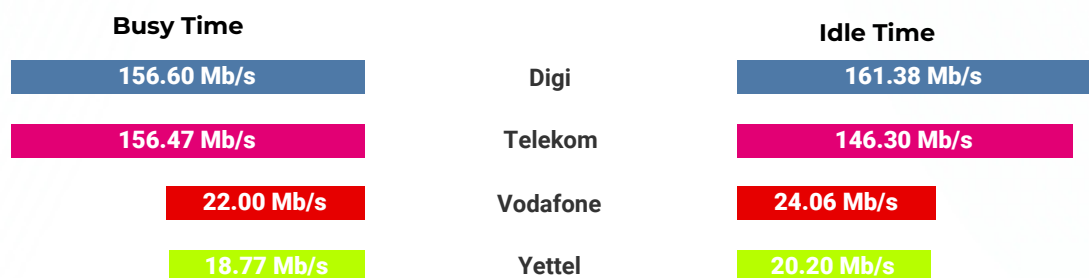 Busy Time
Idle Time
156.60 Mb/s Digi 161.38 Mb/s
156.47 Mb/s Telekom 146.30 Mb/s
22.00 Mb/s Vodafone 24.06 Mb/s
18.77 Mb/s Yettel 20.20 Mb/s